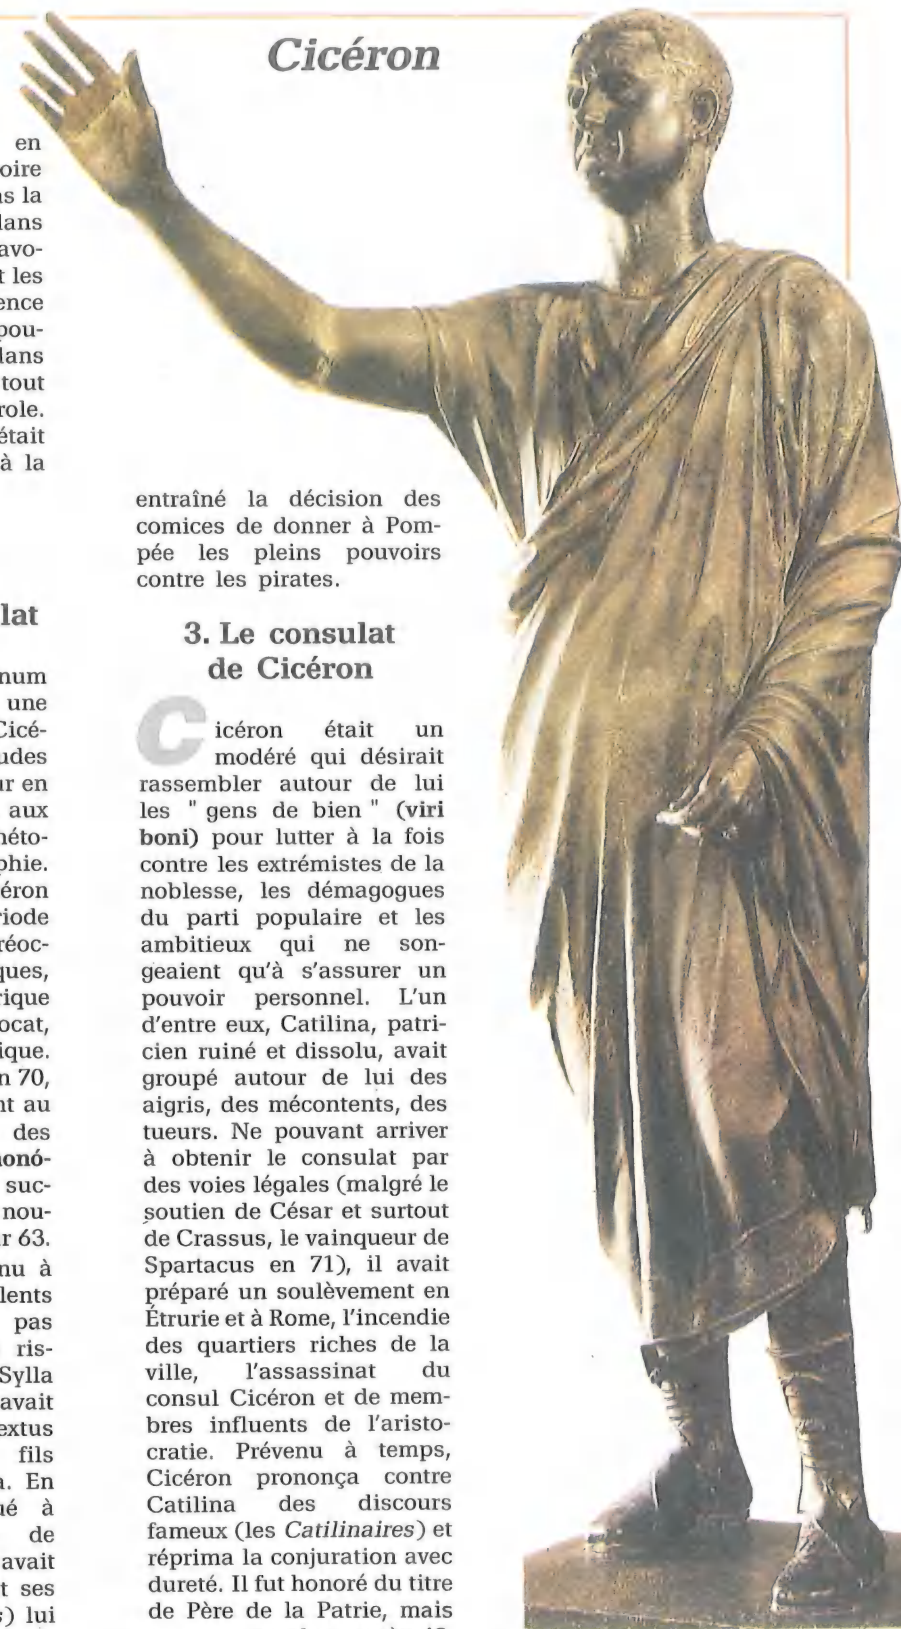 Cicéron
en
oire
s la
dans
avo-
t les
ence
pou-
dans
tout
role.
était
à la
lat
num
une
Cicé-
udes
ur en
aux
néto-
phie.
éron
riode
réoc-
ques,
rique
ocat,
ique.
n 70,
nt au
des
nonó-
suc-
nou-
r 63.
nu à
lents
pas
ris-
Sylla
avait
extus
fils
a. En
ué à
de
avait
t ses
s) lui
entraîné la décision des
comices de donner à Pom-
pée les pleins pouvoirs
contre les pirates.
3. Le consulat
de Cicéron
Cicéron était un
modéré qui désirait
rassembler autour de lui
les " gens de bien " (viri
boni) pour lutter à la fois
contre les extrémistes de la
noblesse, les démagogues
du parti populaire et les
ambitieux qui ne son-
geaient qu'à s'assurer un
pouvoir personnel. L'un
d'entre eux, Catilina, patri-
cien ruiné et dissolu, avait
groupé autour de lui des
aigris, des mécontents, des
tueurs. Ne pouvant arriver
à obtenir le consulat par
des voies légales (malgré le
soutien de César et surtout
de Crassus, le vainqueur de
Spartacus en 71), il avait
préparé un soulèvement en
Étrurie et à Rome, l'incendie
des quartiers riches de la
ville, l'assassinat du
consul Cicéron et de mem-
bres influents de l'aristo-
cratie. Prévenu à temps,
Cicéron prononça contre
Catilina des discours
fameux (les Catilinaires) et
réprima la conjuration avec
dureté. Il fut honoré du titre
de Père de la Patrie, mais